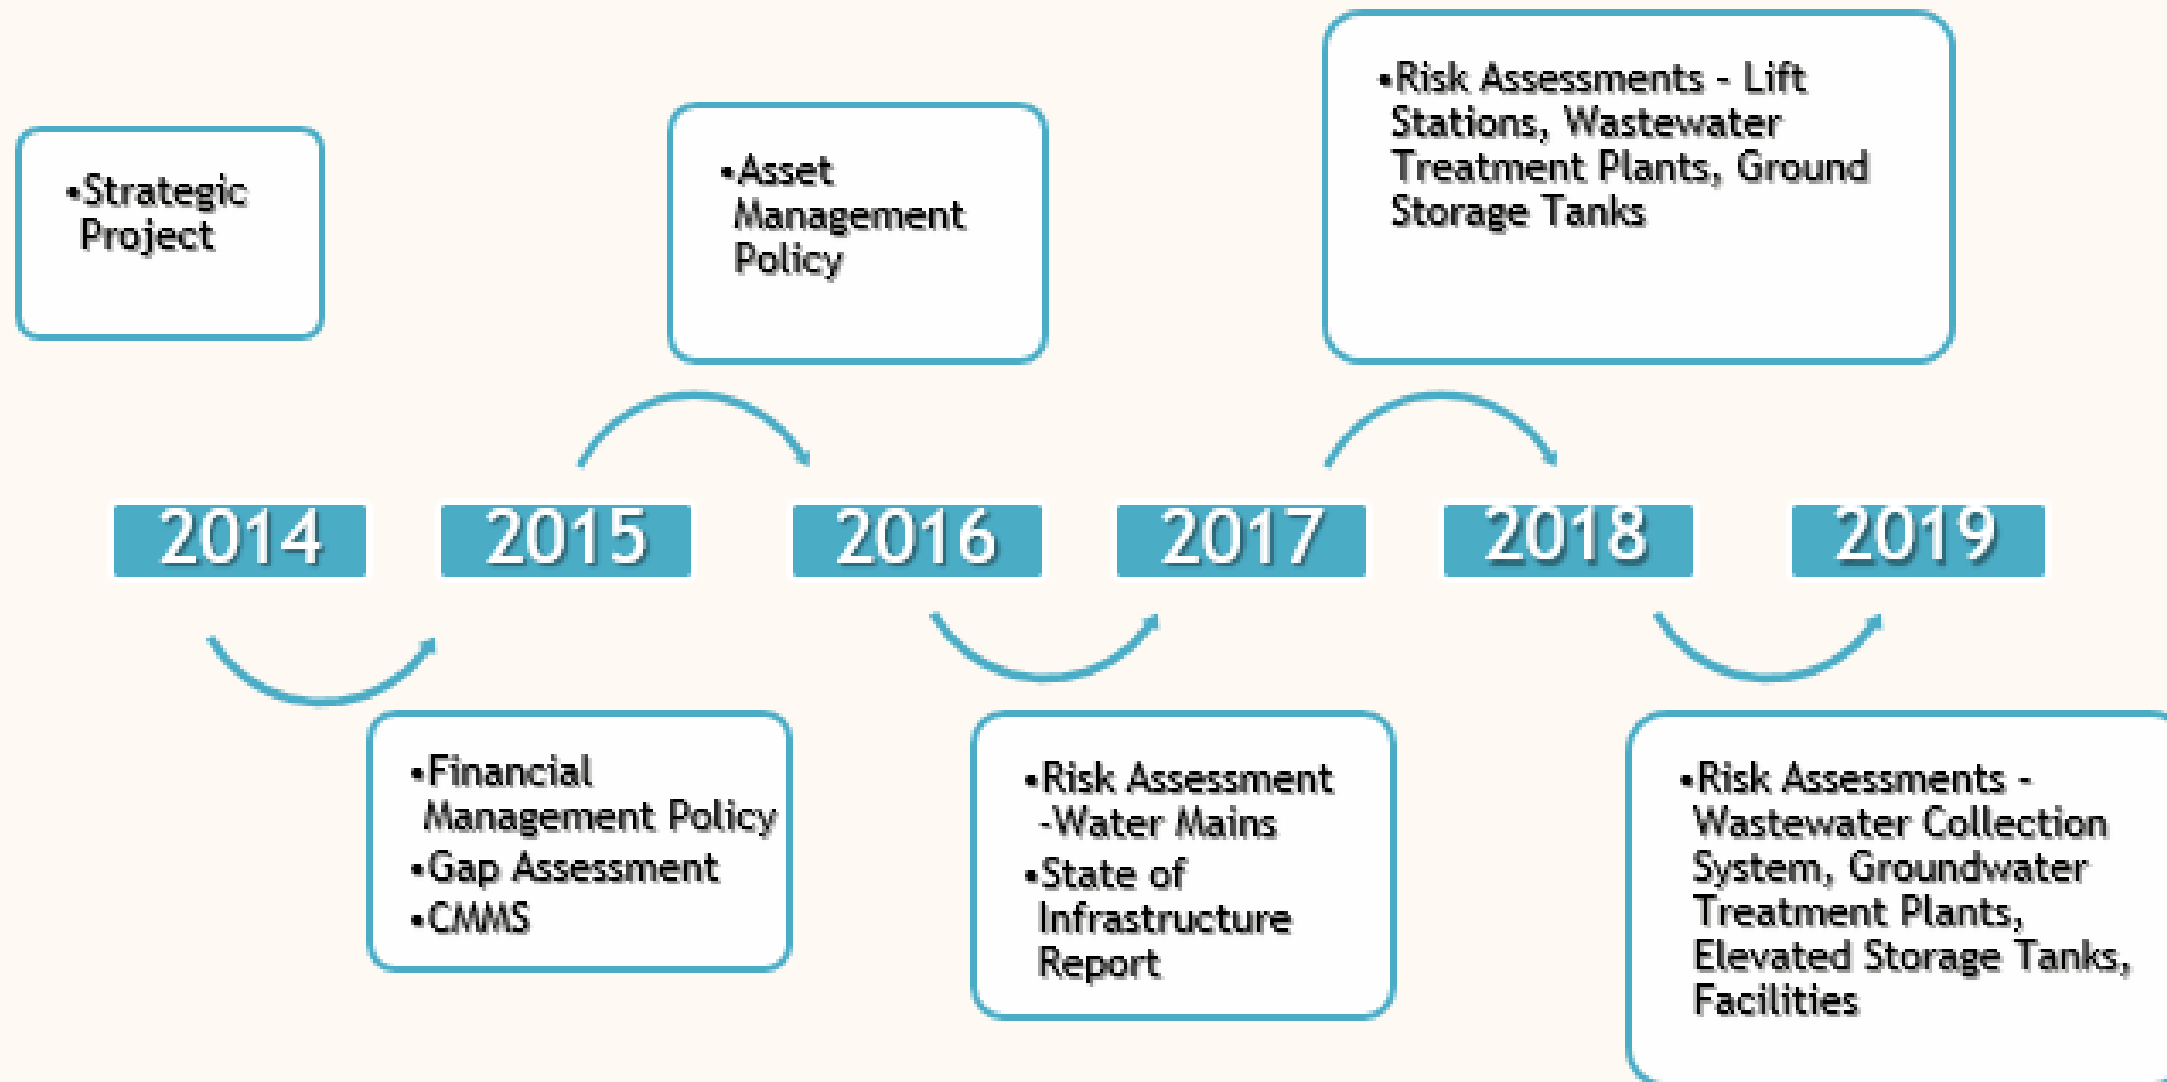 •Strategic
Project
•Asset
Management
Policy
•Risk Assessments - Lift
Stations, Wastewater
Treatment Plants, Ground
Storage Tanks
2014
2015
2016
2017
2018
2019
•Financial
Management Policy
•Gap Assessment
•CMMS
•Risk Assessment
-Water Mains
•State of
Infrastructure
Report
•Risk Assessments -
Wastewater Collection
System, Groundwater
Treatment Plants,
Elevated Storage Tanks,
Facilities